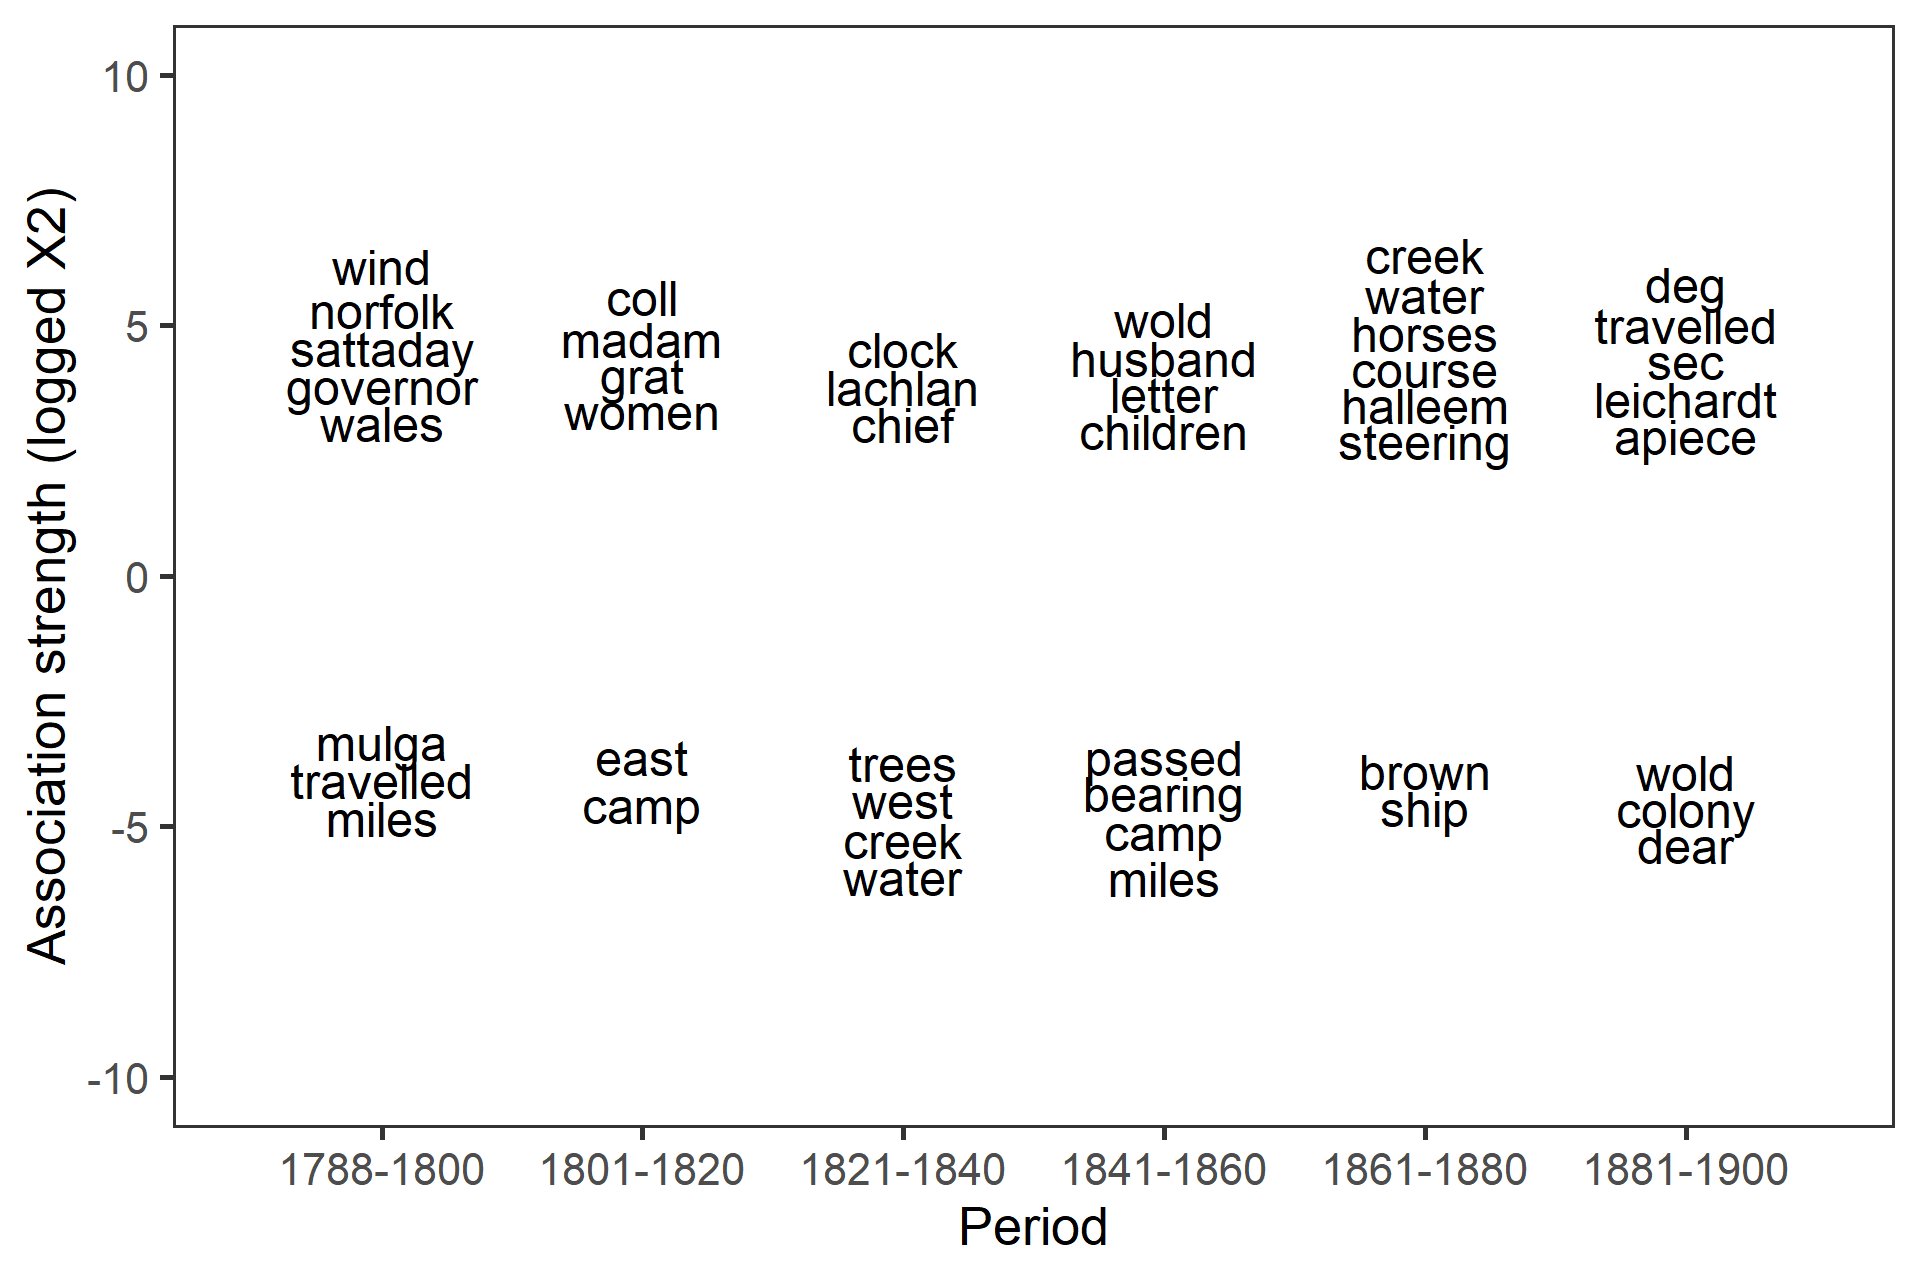 Association strength (logged X2)
10
5
0
-5
-10
wind
norfolk
sattaday
governor
wales
coll
madam
grat
women
clock
lachlan
chief
wold
husband
letter
children
creek
water
horses
course
halleem
steering
deg
travelled
sec
leichardt
apiece
mulga
travelled
miles
east
camp
trees
west
creek
water
passed
bearing
camp
miles
brown
ship
wold
colony
dear
1788-1800 1801-1820 1821-1840 1841-1860 1861-1880 1881-1900
Period